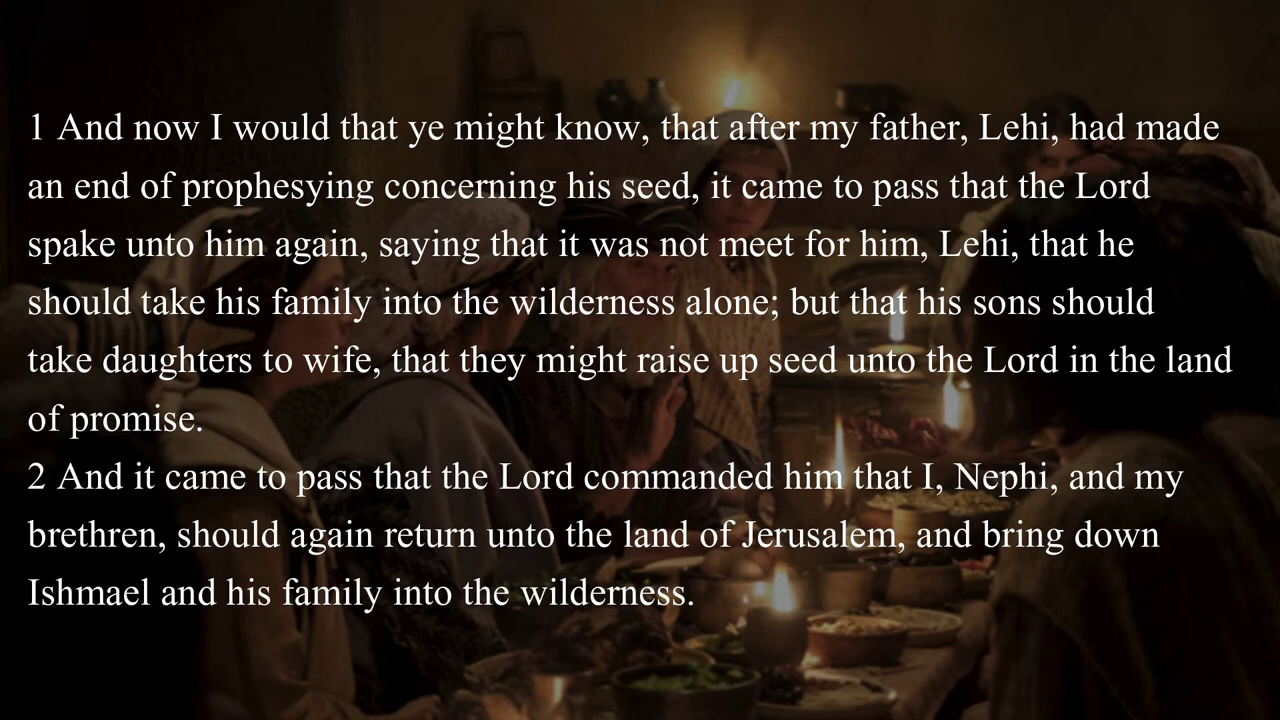 1 And now I would that ye might know, that after my father, Lehi, had made
an end of prophesying concerning his seed, it came to pass that the Lord
spake unto him again, saying that it was not meet for him, Lehi, that he
should take his family into the wilderness alone; but that his sons should
take daughters to wife, that they might raise up seed unto the Lord in the land
of promise.
2 And it came to pass that the Lord commanded him that I, Nephi, and my
brethren, should again return unto the land of Jerusalem, and bring down
Ishmael and his family into the wilderness.